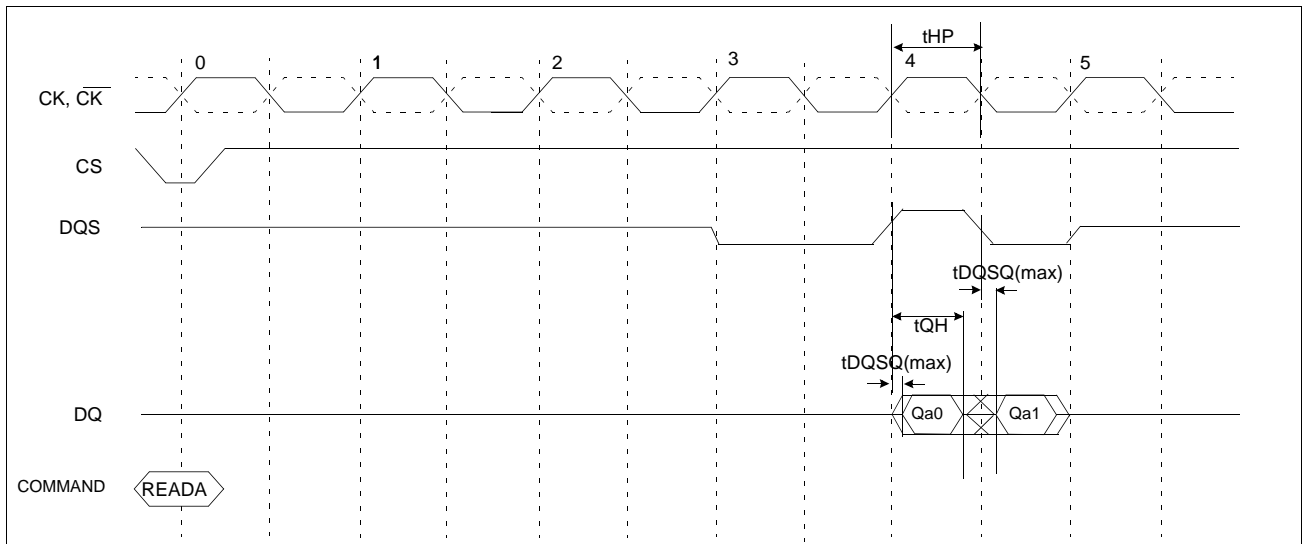 tHP
0 1 2 3 4 5
CK, CK
CS
DQS
tDQSQ(max)
tQH
tDQSQ(max)
DQ Qa0 Qa1
COMMAND READA